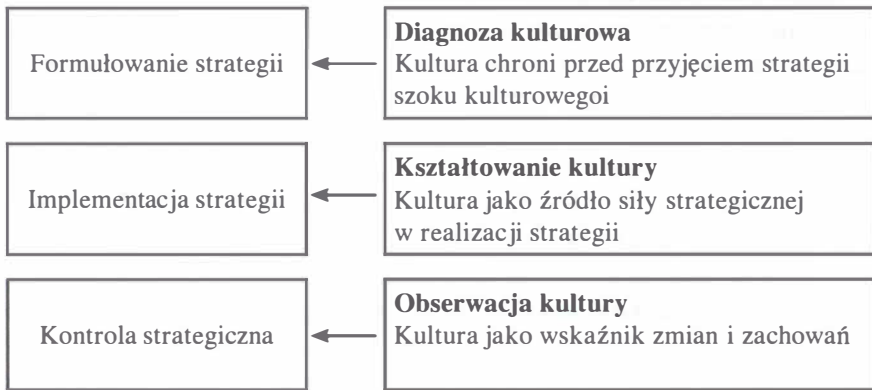 Formułowanie strategii
Diagnoza kulturowa
Kultura chroni przed przyjęciem strategii
szoku kulturowegoi
Implementacja strategii
Kształtowanie kultury
Kultura jako źródło siły strategicznej
w realizacji strategii
Kontrola strategiczna
Obserwacja kultury
Kultura jako wskaźnik zmian i zachowań